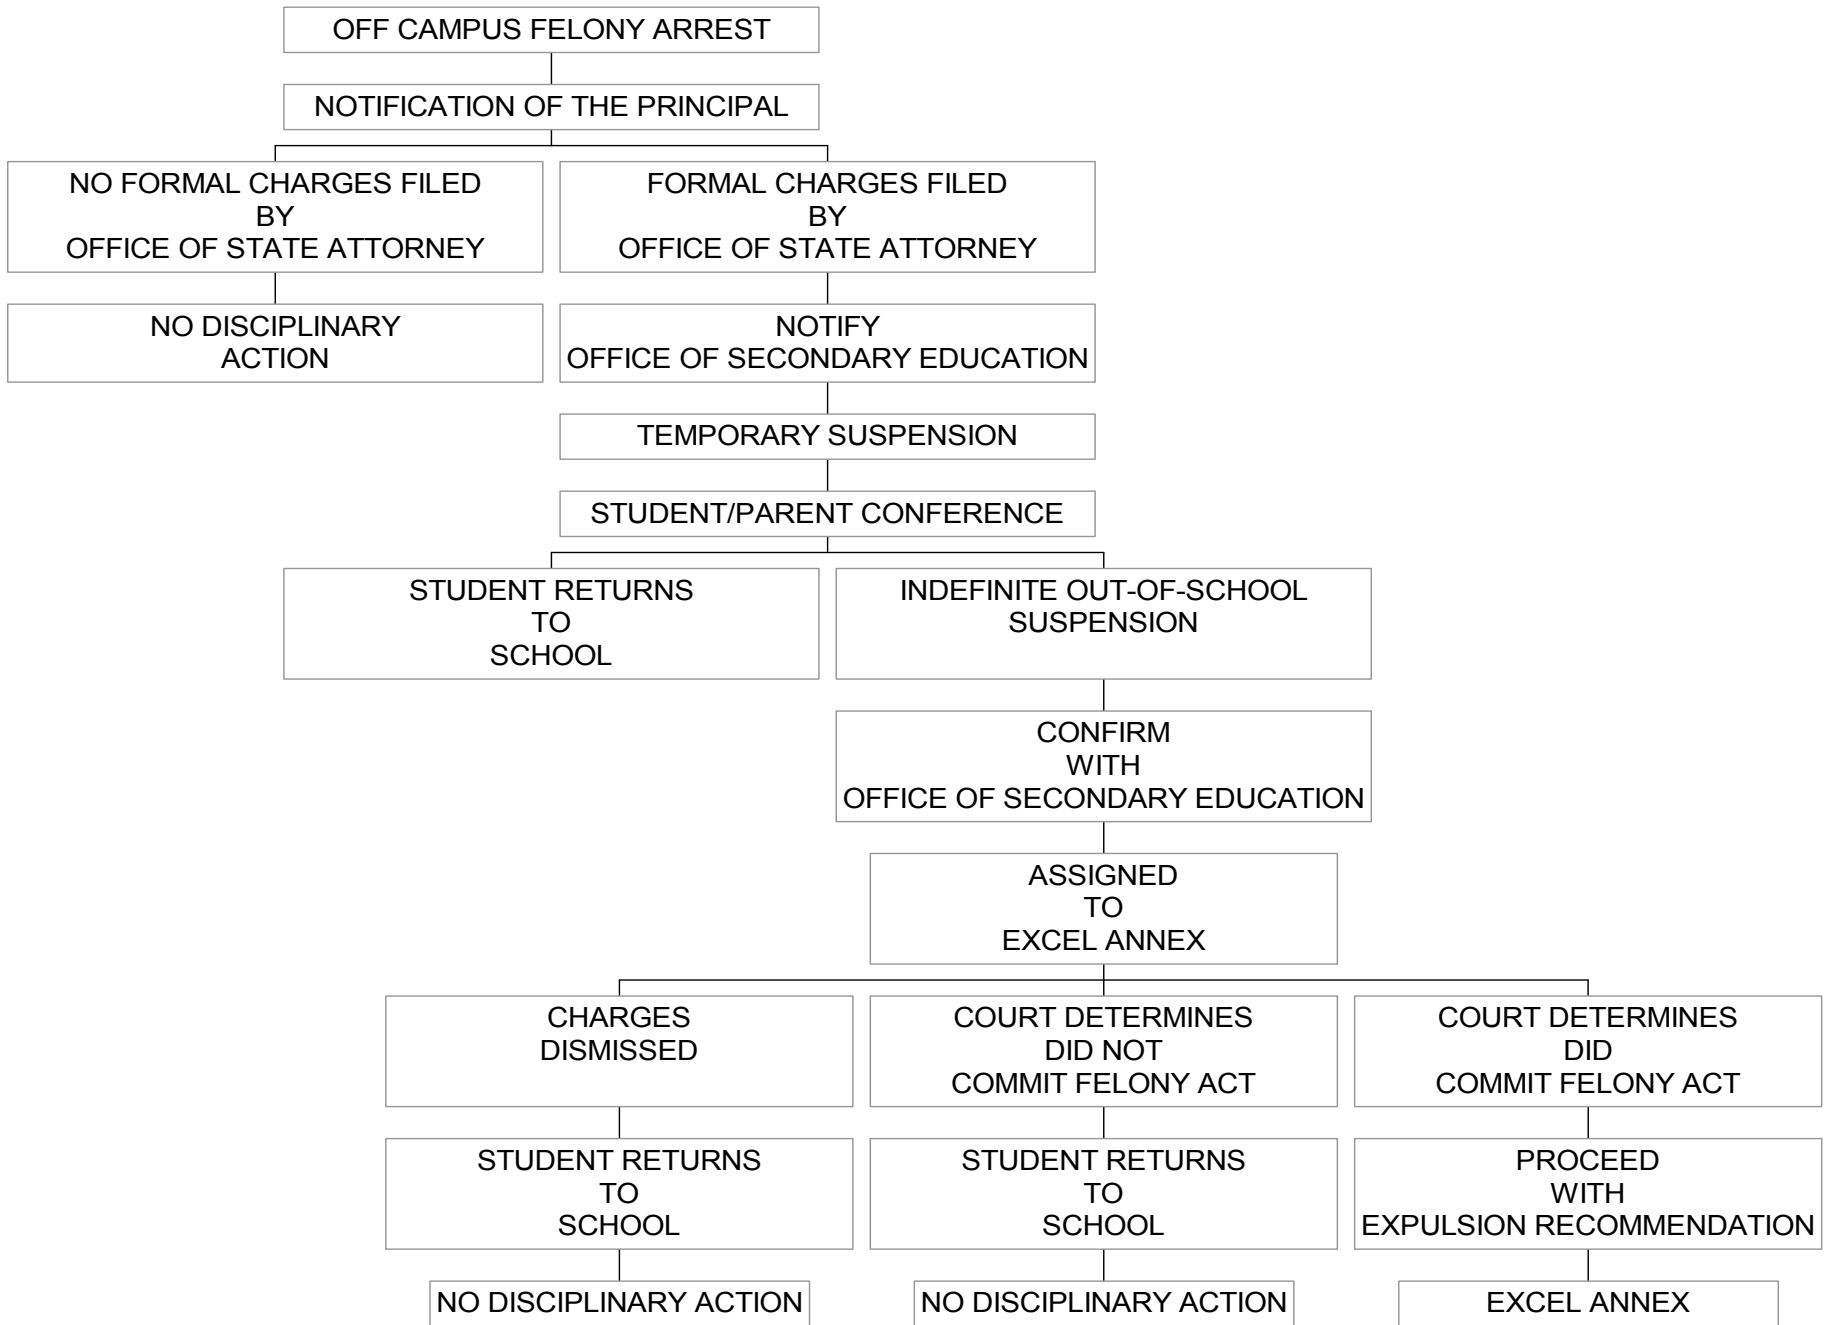 OFF CAMPUS FELONY ARREST
NOTIFICATION OF THE PRINCIPAL
NO FORMAL CHARGES FILED
BY
OFFICE OF STATE ATTORNEY
FORMAL CHARGES FILED
BY
OFFICE OF STATE ATTORNEY
NO DISCIPLINARY
ACTION
NOTIFY
OFFICE OF SECONDARY EDUCATION
TEMPORARY SUSPENSION
STUDENT/PARENT CONFERENCE
STUDENT RETURNS
TO
SCHOOL
INDEFINITE OUT-OF-SCHOOL
SUSPENSION
CONFIRM
WITH
OFFICE OF SECONDARY EDUCATION
ASSIGNED
TO
EXCEL ANNEX
CHARGES
DISMISSED
COURT DETERMINES
DID NOT
COMMIT FELONY ACT
COURT DETERMINES
DID
COMMIT FELONY ACT
STUDENT RETURNS
TO
SCHOOL
STUDENT RETURNS
TO
SCHOOL
PROCEED
WITH
EXPULSION RECOMMENDATION
NO DISCIPLINARY ACTION
NO DISCIPLINARY ACTION
EXCEL ANNEX